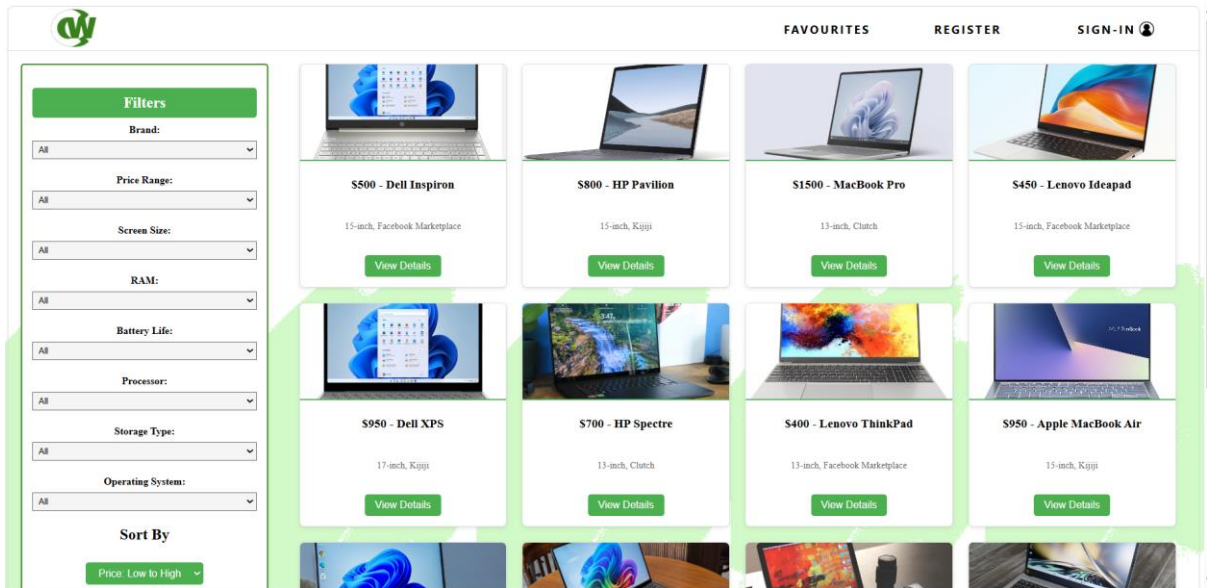 FAVOURITES REGISTER SIGN-IN
Filters
Brand:
All
Price Range:
All
Screen Size:
All
RAM:
All
Battery Life:
All
Processor:
All
Storage Type:
All
Operating System:
All
Sort By
Price: Low to High
$500 - Dell Inspiron
15-inch, Facebook Marketplace
View Details
$800 - HP Pavilion
15-inch, Kijiji
View Details
$1500 - MacBook Pro
13-inch, Clutch
View Details
$450 - Lenovo Ideapad
15-inch, Facebook Marketplace
View Details
$950 - Dell XPS
17-inch, Kijiji
View Details
3:47
$700 - HP Spectre
13-inch, Clutch
View Details
$400 - Lenovo ThinkPad
13-inch, Facebook Marketplace
View Details
$950 - Apple MacBook Air
15-inch, Kijiji
View Details